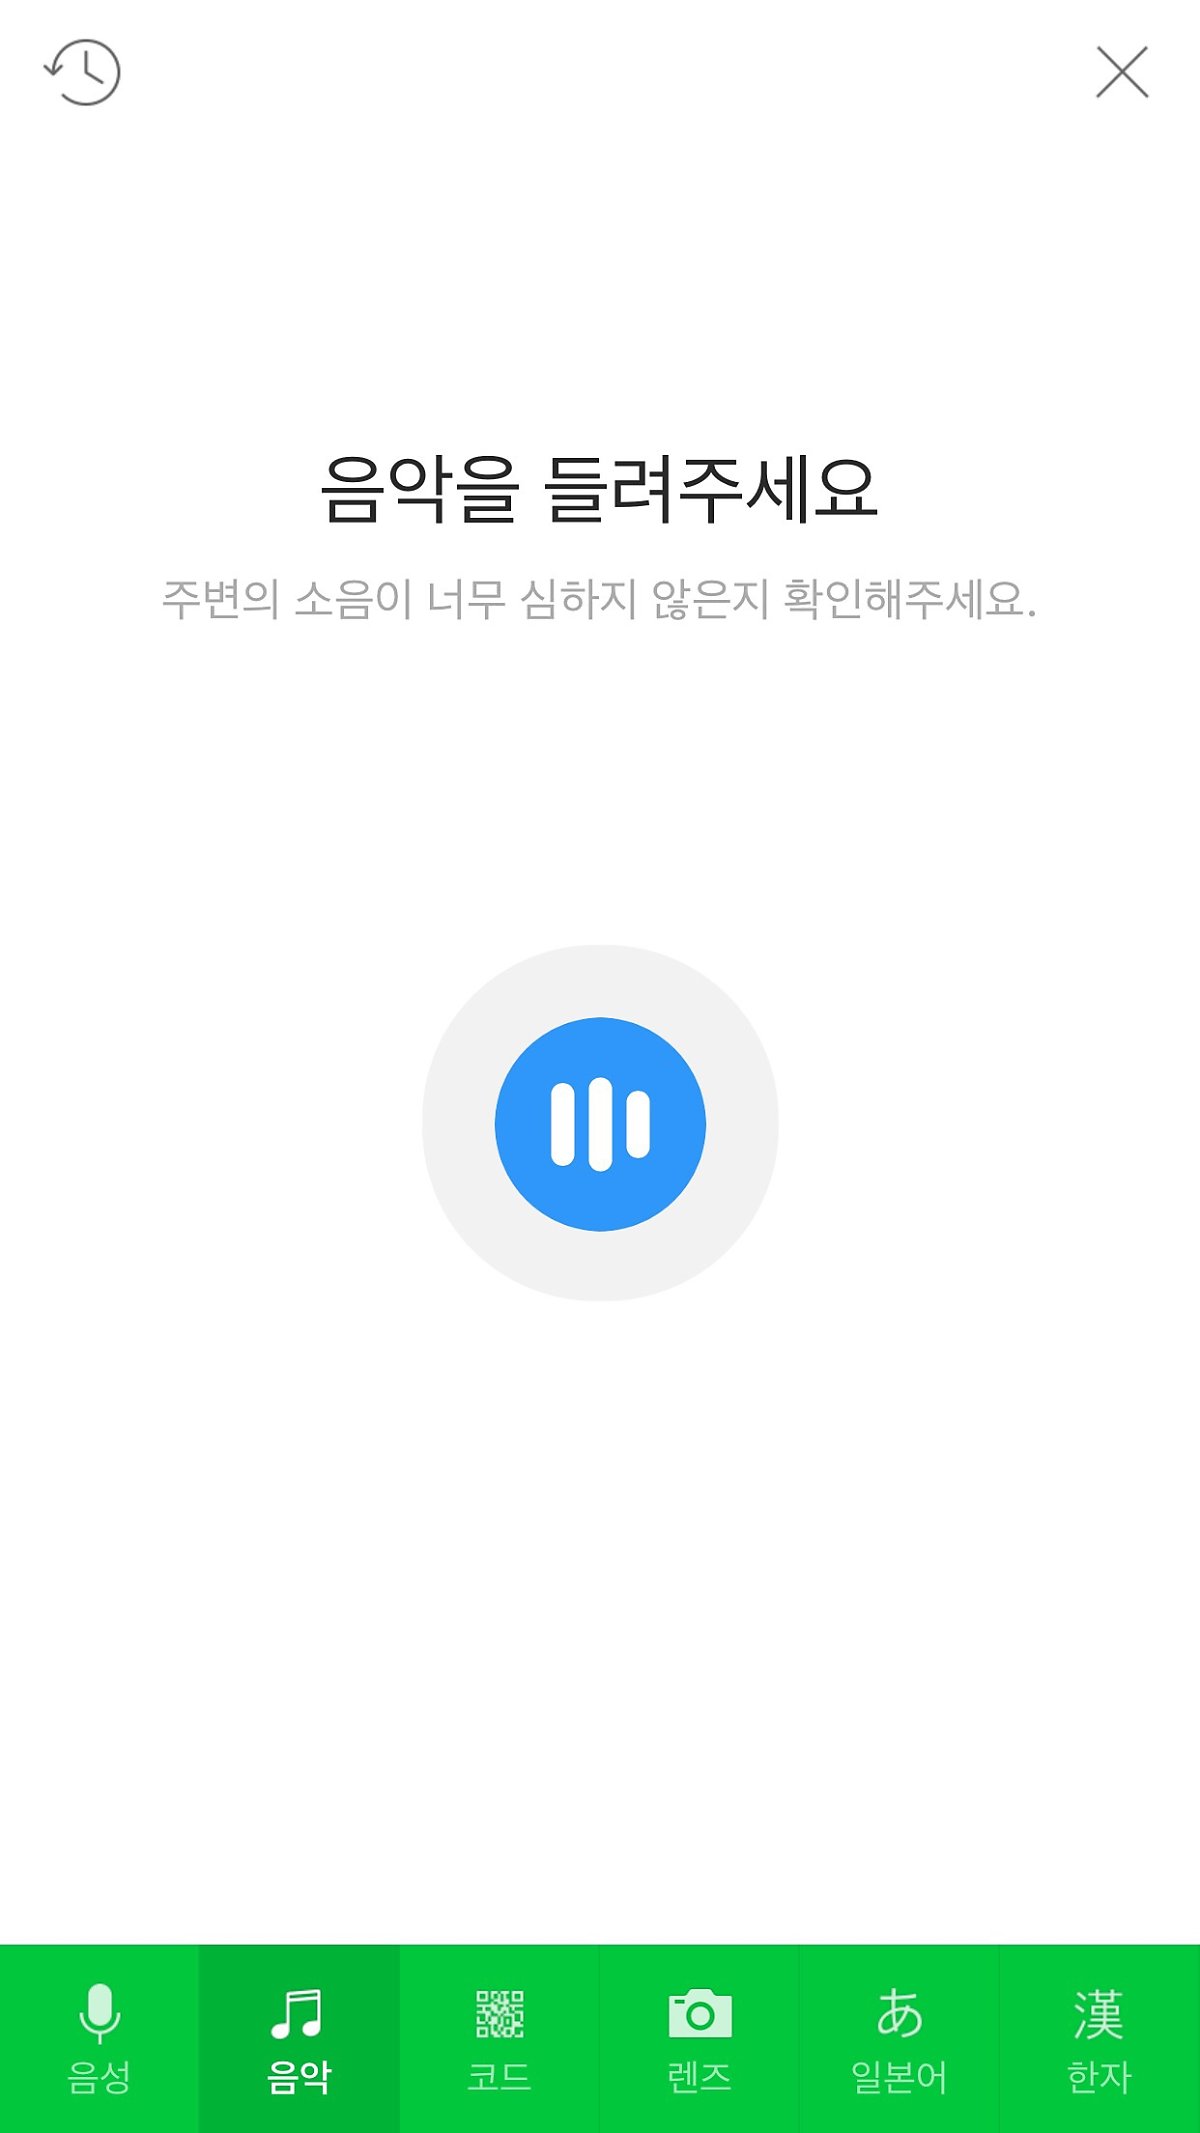 음악을 들려주세요
주변의 소음이 너무 심하지 않은지 확인해주세요.
あ 漢
음성 음악 코드 렌즈 일본어 한자